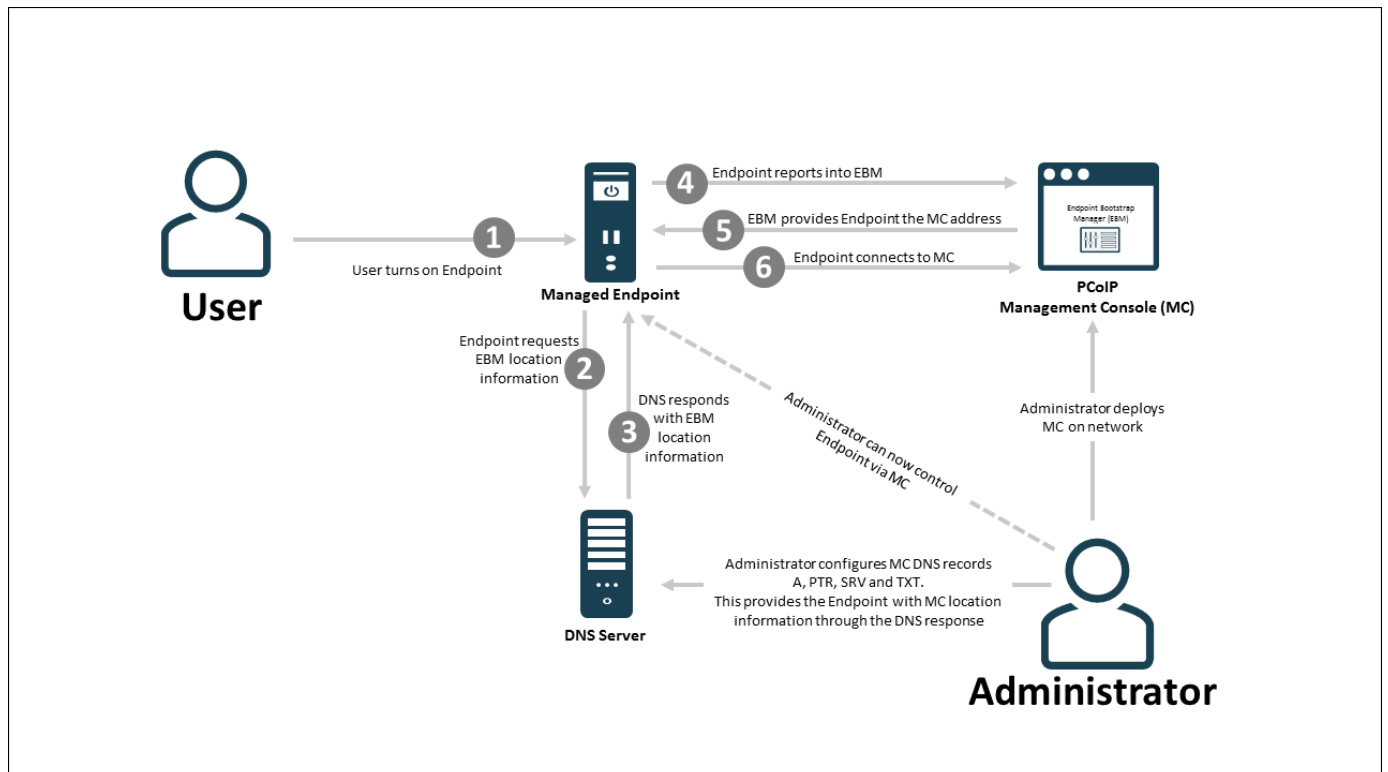 4
Endpoint reports into EBM
Endpoint Bootstrap
Manager (EBM)
5
EBM provides Endpoint the MC address
1
6
Endpoint connects to MC
User turns on Endpoint
User
Managed Endpoint
PCoIP
Management Console (MC)
Endpoint requests
EBM location
information
2
DNS responds
with EBM
location
information
3
Administrator can now control
Endpoint via MC
Administrator deploys
MC on network
DNS Server
Administrator configures MC DNS records
A, PTR, SRV and TXT.
This provides the Endpoint with MC location
information through the DNS response
Administrator